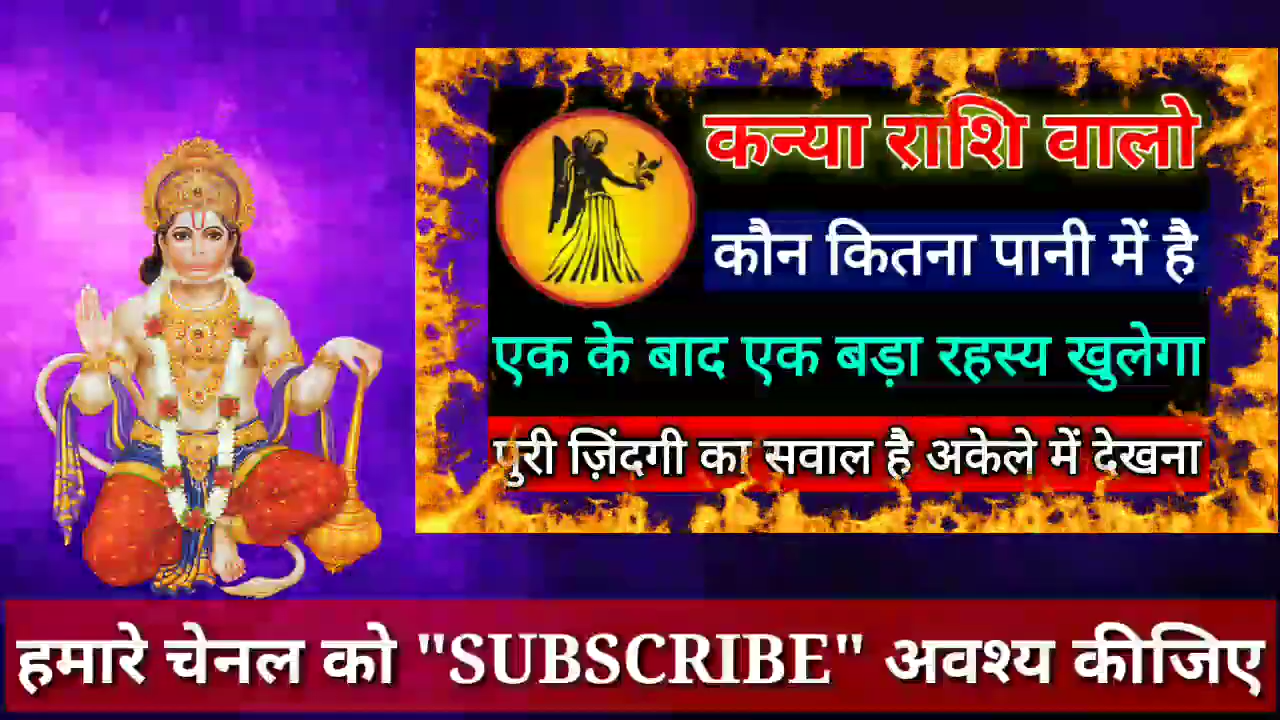 कन्या राशि वालो
कौन कितना पानी में है
एक के बाद एक बड़ा रहस्य खुलेगा
पुरी ज़िंदगी का सवाल है अकेले में देखना
हमारे चेनल को "SUBSCRIBE" अवश्य कीजिए